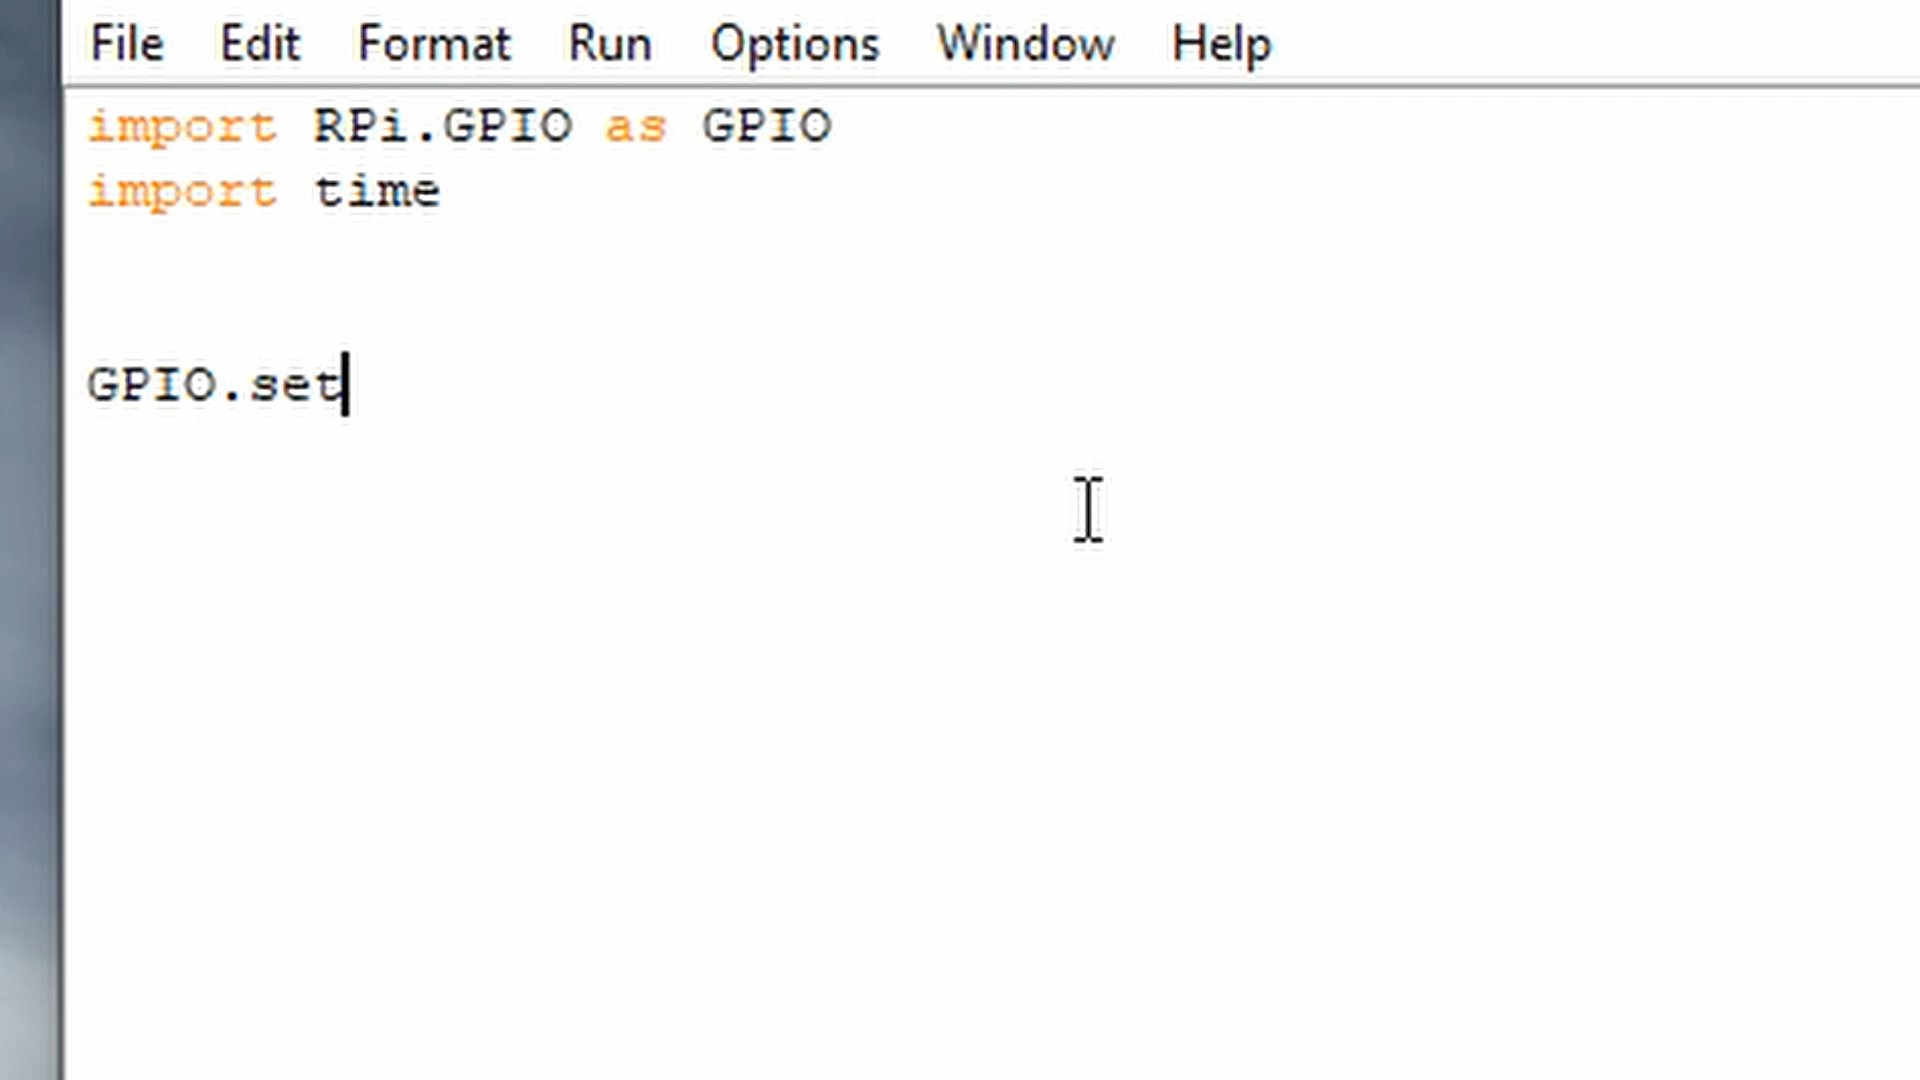 File Edit Format Run Options Window Help
import RPi.GPIO as GPIO
import time
GPIO.set